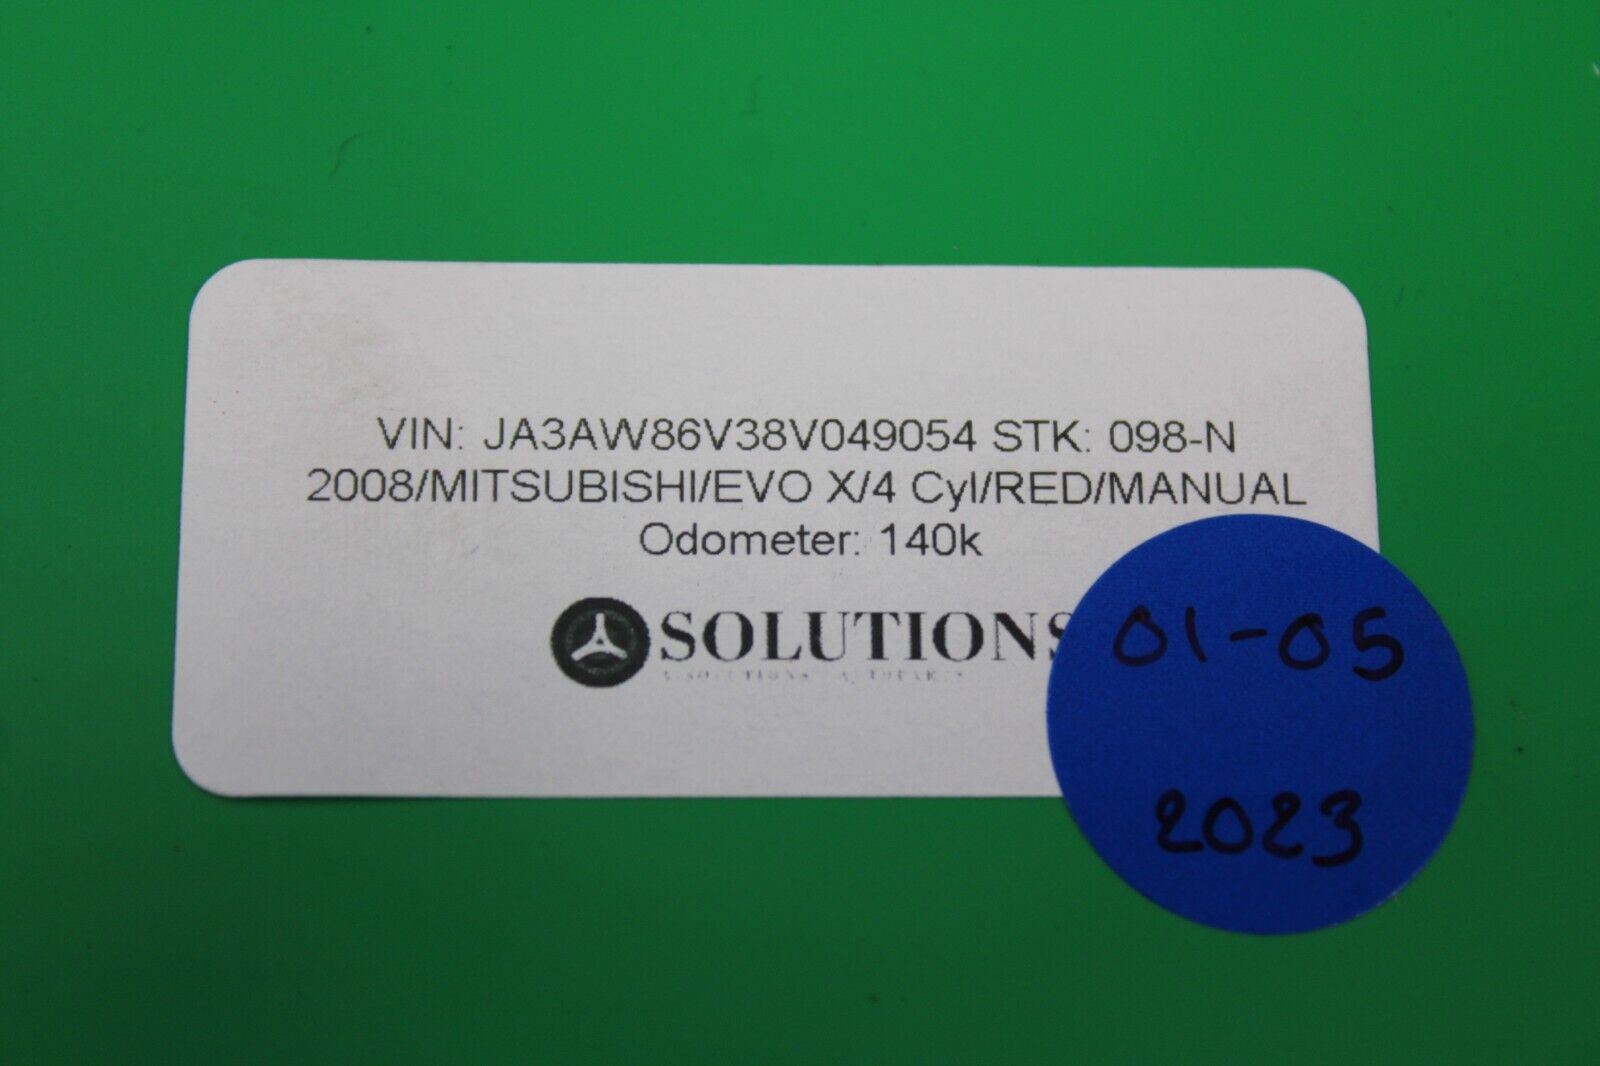 VIN: JA3AW86V38V049054 STK: 098-N
2008/MITSUBISHI/EVO X/4 Cyl/RED/MANUAL
Odometer: 140k
SOLUTIONS
01-05
2023